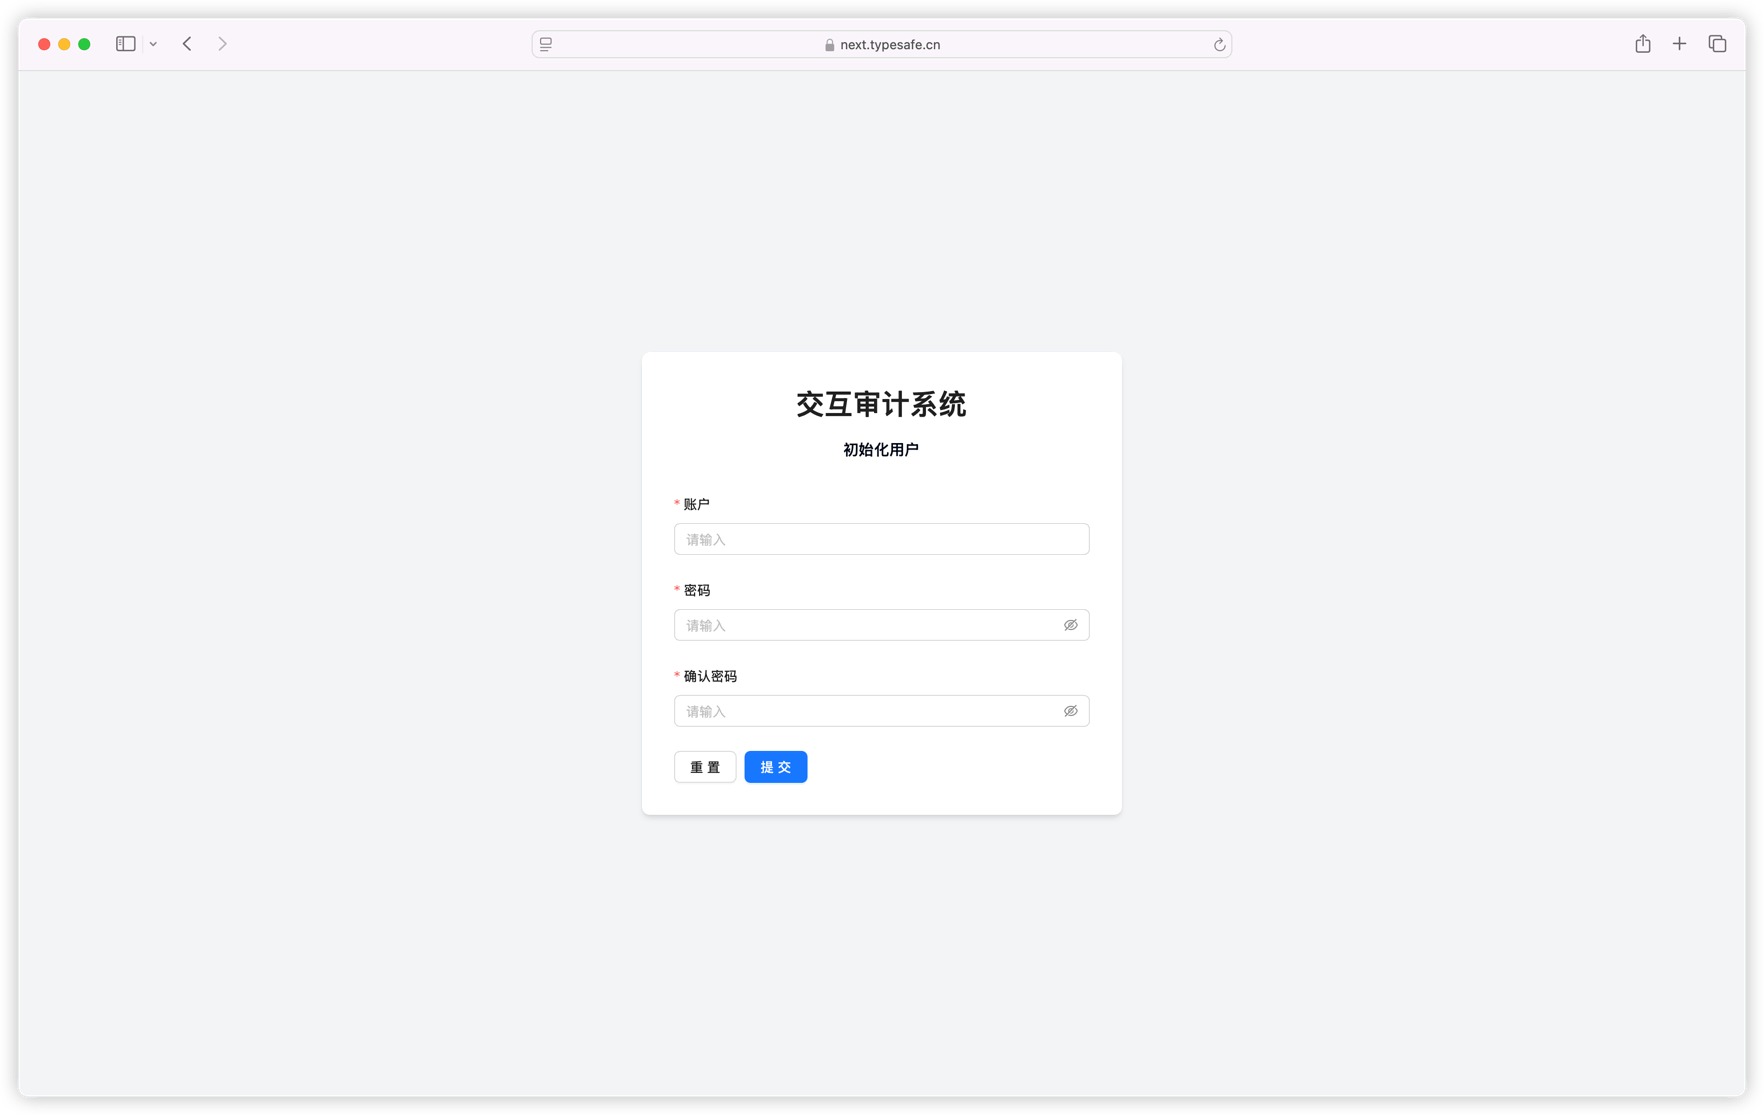 next.typesafe.cn
交互审计系统
初始化用户
* 账户
请输入
* 密码
请输入
* 确认密码
请输入
重 置
提 交